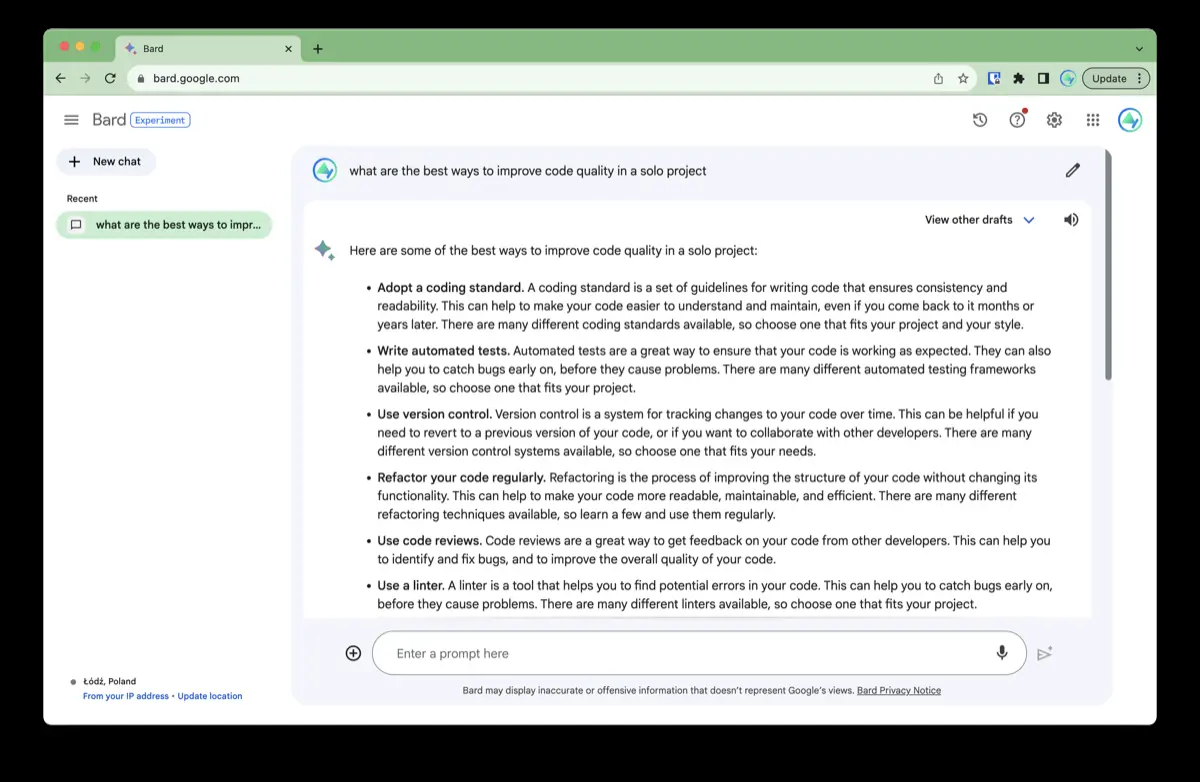 Bard
bard.google.com
Update
Bard Experiment
New chat
Recent
what are the best ways to impr...
what are the best ways to improve code quality in a solo project
View other drafts
Here are some of the best ways to improve code quality in a solo project:
• Adopt a coding standard. A coding standard is a set of guidelines for writing code that ensures consistency and
readability. This can help to make your code easier to understand and maintain, even if you come back to it months or
years later. There are many different coding standards available, so choose one that fits your project and your style.
• Write automated tests. Automated tests are a great way to ensure that your code is working as expected. They can also
help you to catch bugs early on, before they cause problems. There are many different automated testing frameworks
available, so choose one that fits your project.
• Use version control. Version control is a system for tracking changes to your code over time. This can be helpful if you
need to revert to a previous version of your code, or if you want to collaborate with other developers. There are many
different version control systems available, so choose one that fits your needs.
• Refactor your code regularly. Refactoring is the process of improving the structure of your code without changing its
functionality. This can help to make your code more readable, maintainable, and efficient. There are many different
refactoring techniques available, so learn a few and use them regularly.
• Use code reviews. Code reviews are a great way to get feedback on your code from other developers. This can help you
to identify and fix bugs, and to improve the overall quality of your code.
• Use a linter. A linter is a tool that helps you to find potential errors in your code. This can help you to catch bugs early on,
before they cause problems. There are many different linters available, so choose one that fits your project.
Enter a prompt here
Łódź, Poland
From your IP address • Update location
Bard may display inaccurate or offensive information that doesn't represent Google's views. Bard Privacy Notice